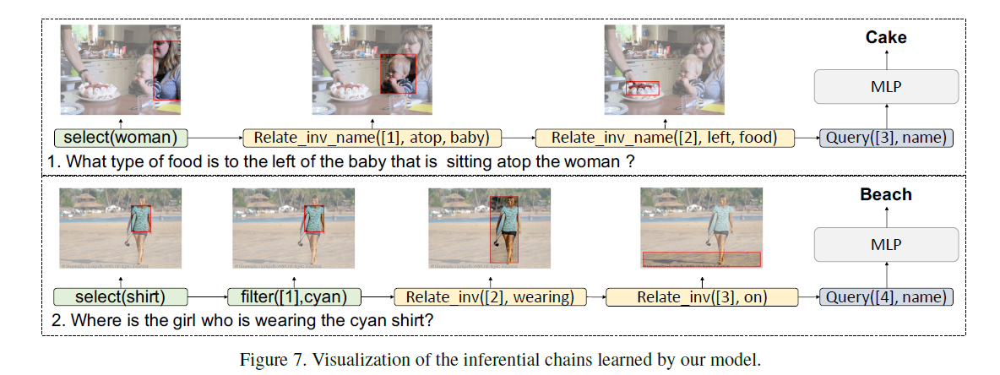 Cake
MLP
select(woman)
Relate_inv_name([1], atop, baby)
Relate_inv_name([2], left, food)
Query([3], name)
1. What type of food is to the left of the baby that is sitting atop the woman ?
Beach
MLP
select(shirt)
filter([1],cyan)
Relate_inv([2], wearing)
Relate_inv([3], on)
Query([4], name)
2. Where is the girl who is wearing the cyan shirt?
Figure 7. Visualization of the inferential chains learned by our model.